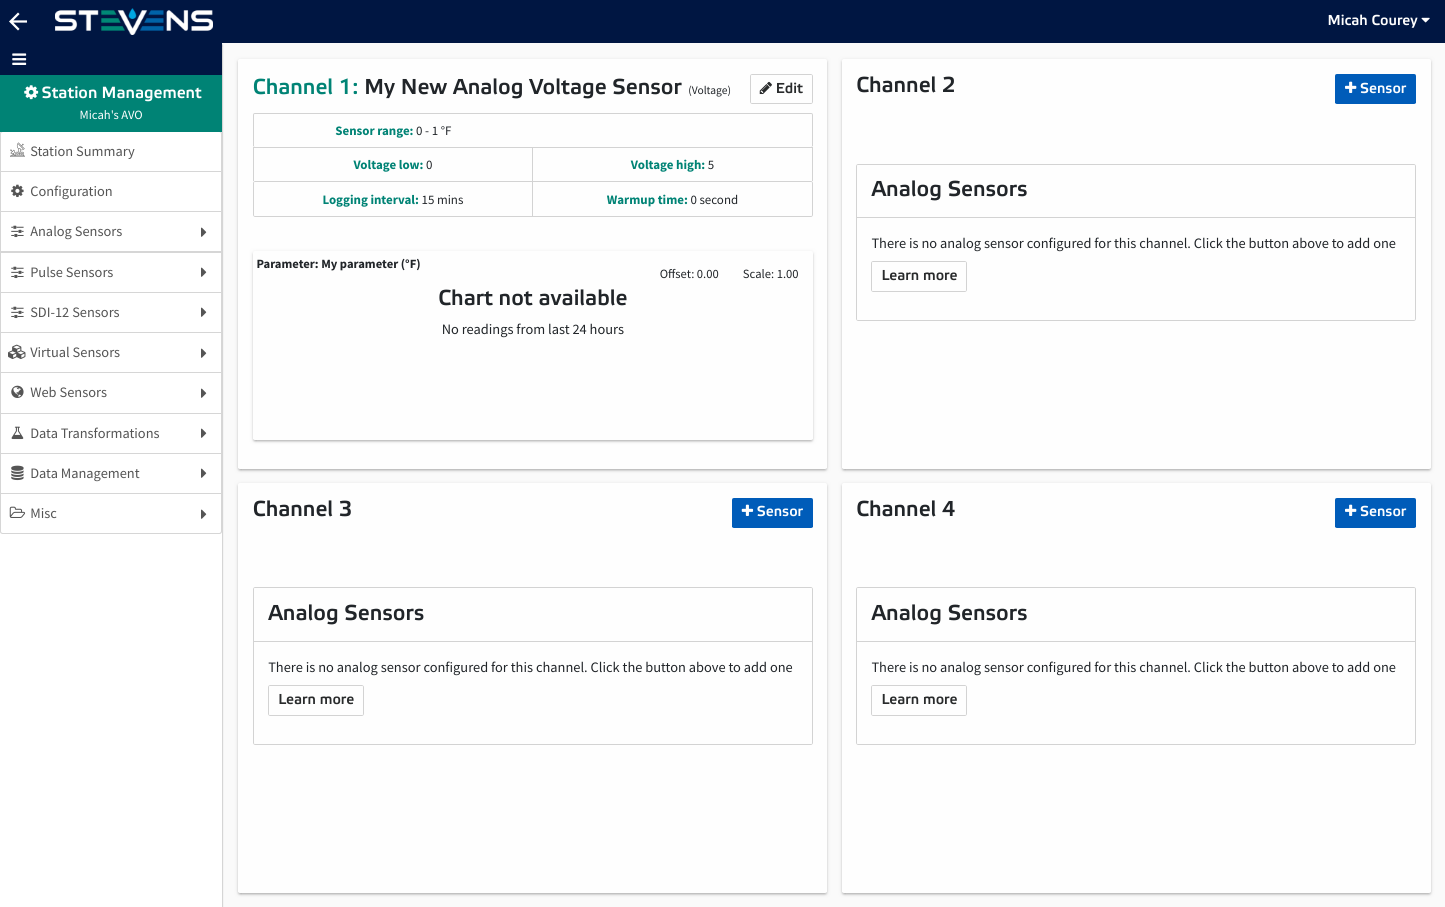 STEVENS
Micah Courey
Station Management
Micah's AVO
Station Summary
Configuration
Analog Sensors
Pulse Sensors
SDI-12 Sensors
Virtual Sensors
Web Sensors
Data Transformations
Data Management
Misc
Channel 1: My New Analog Voltage Sensor (Voltage)
Edit
Sensor range: 0 - 1 °F
Voltage low: 0
Voltage high: 5
Logging interval: 15 mins
Warmup time: 0 second
Parameter: My parameter (°F)
Offset: 0.00
Scale: 1.00
Chart not available
No readings from last 24 hours
Channel 2
+ Sensor
Analog Sensors
There is no analog sensor configured for this channel. Click the button above to add one
Learn more
Channel 3
+ Sensor
Analog Sensors
There is no analog sensor configured for this channel. Click the button above to add one
Learn more
Channel 4
+ Sensor
Analog Sensors
There is no analog sensor configured for this channel. Click the button above to add one
Learn more